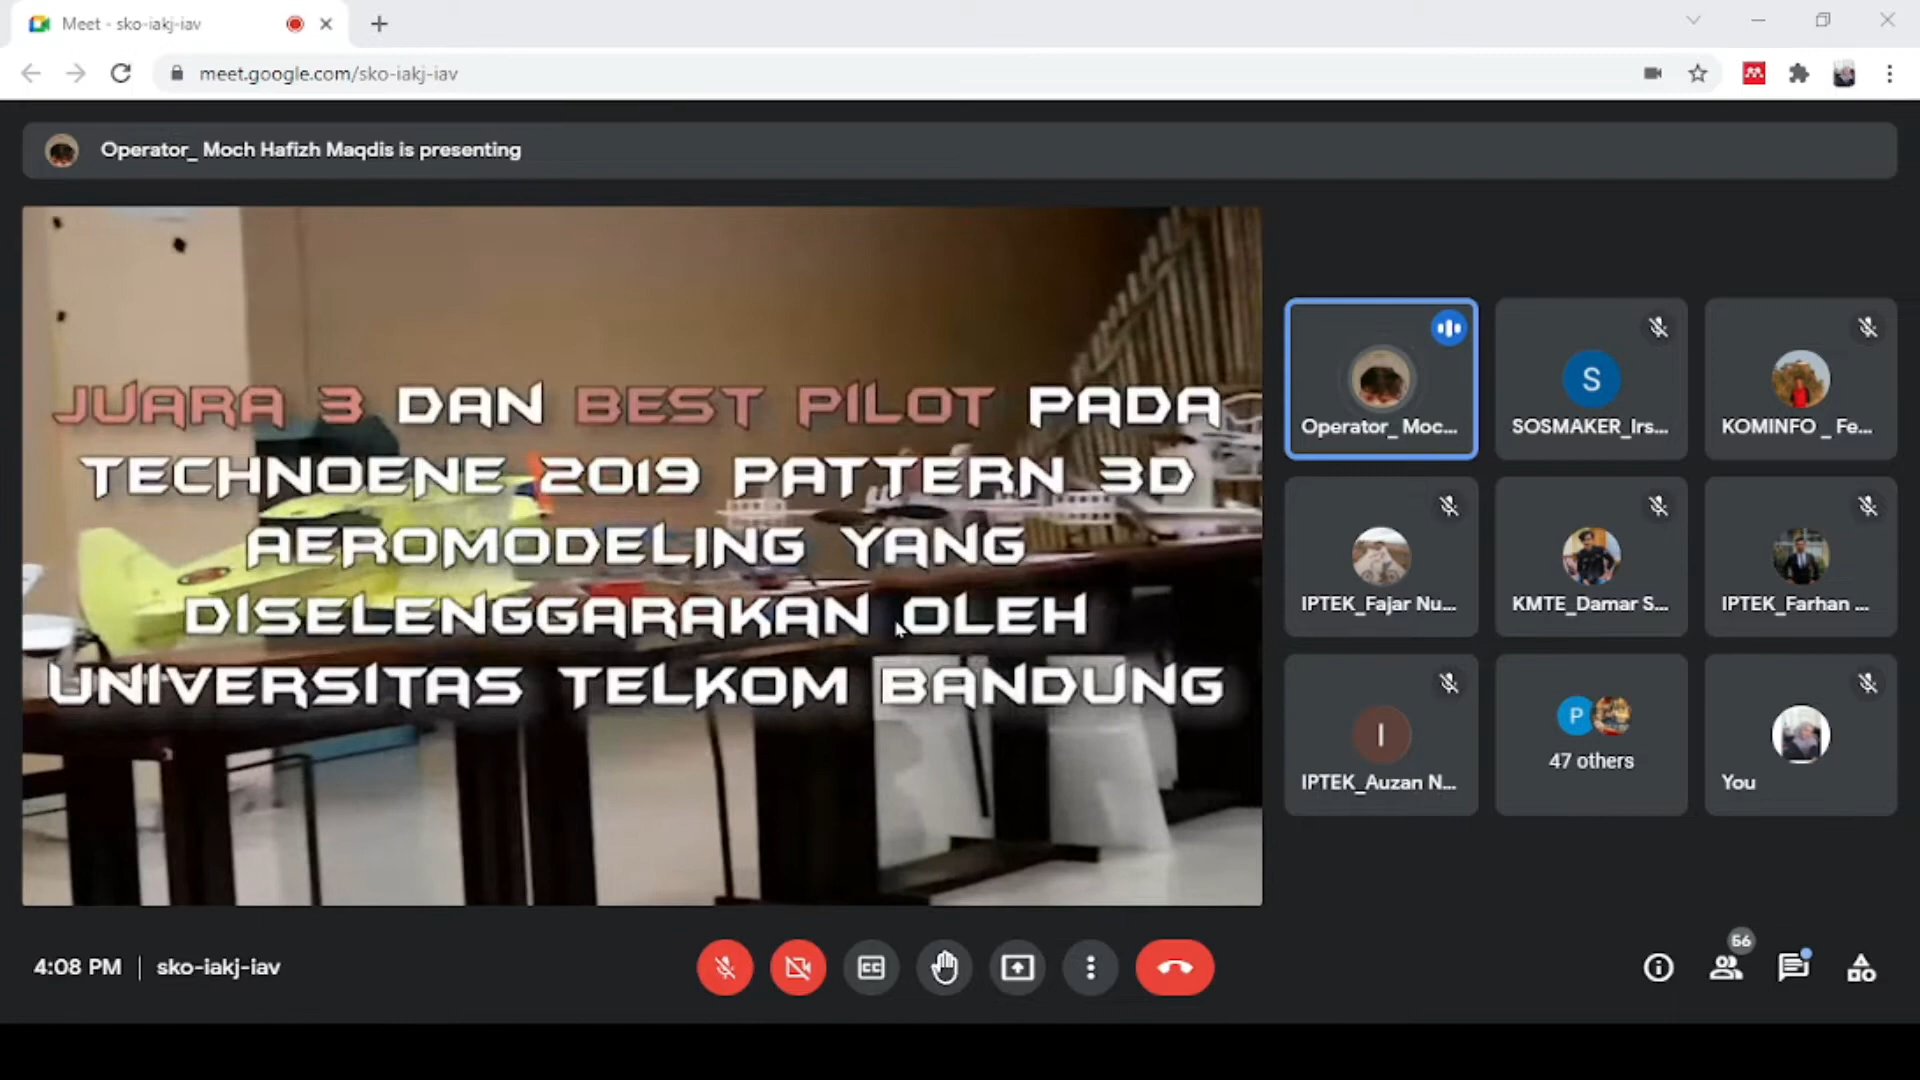 Meet - sko-iakj-iav
meet.google.com/sko-iakj-iav
Operator_ Moch Hafizh Maqdis is presenting
JUARA 3 DAN BEST PILOT PADA
TECHNOENE 2019 PATTERN 3D
AEROMODELING YANG
DISELENGGARAKAN OLEH
UNIVERSITAS TELKOM BANDUNG
Operator_ Moc...
S
SOSMAKER_Irs...
KOMINFO _ Fe...
IPTEK_Fajar Nu...
KMTE_Damar S...
IPTEK_Farhan ...
I
IPTEK_Auzan N...
P
47 others
You
4:08 PM | sko-iakj-iav
CC
56